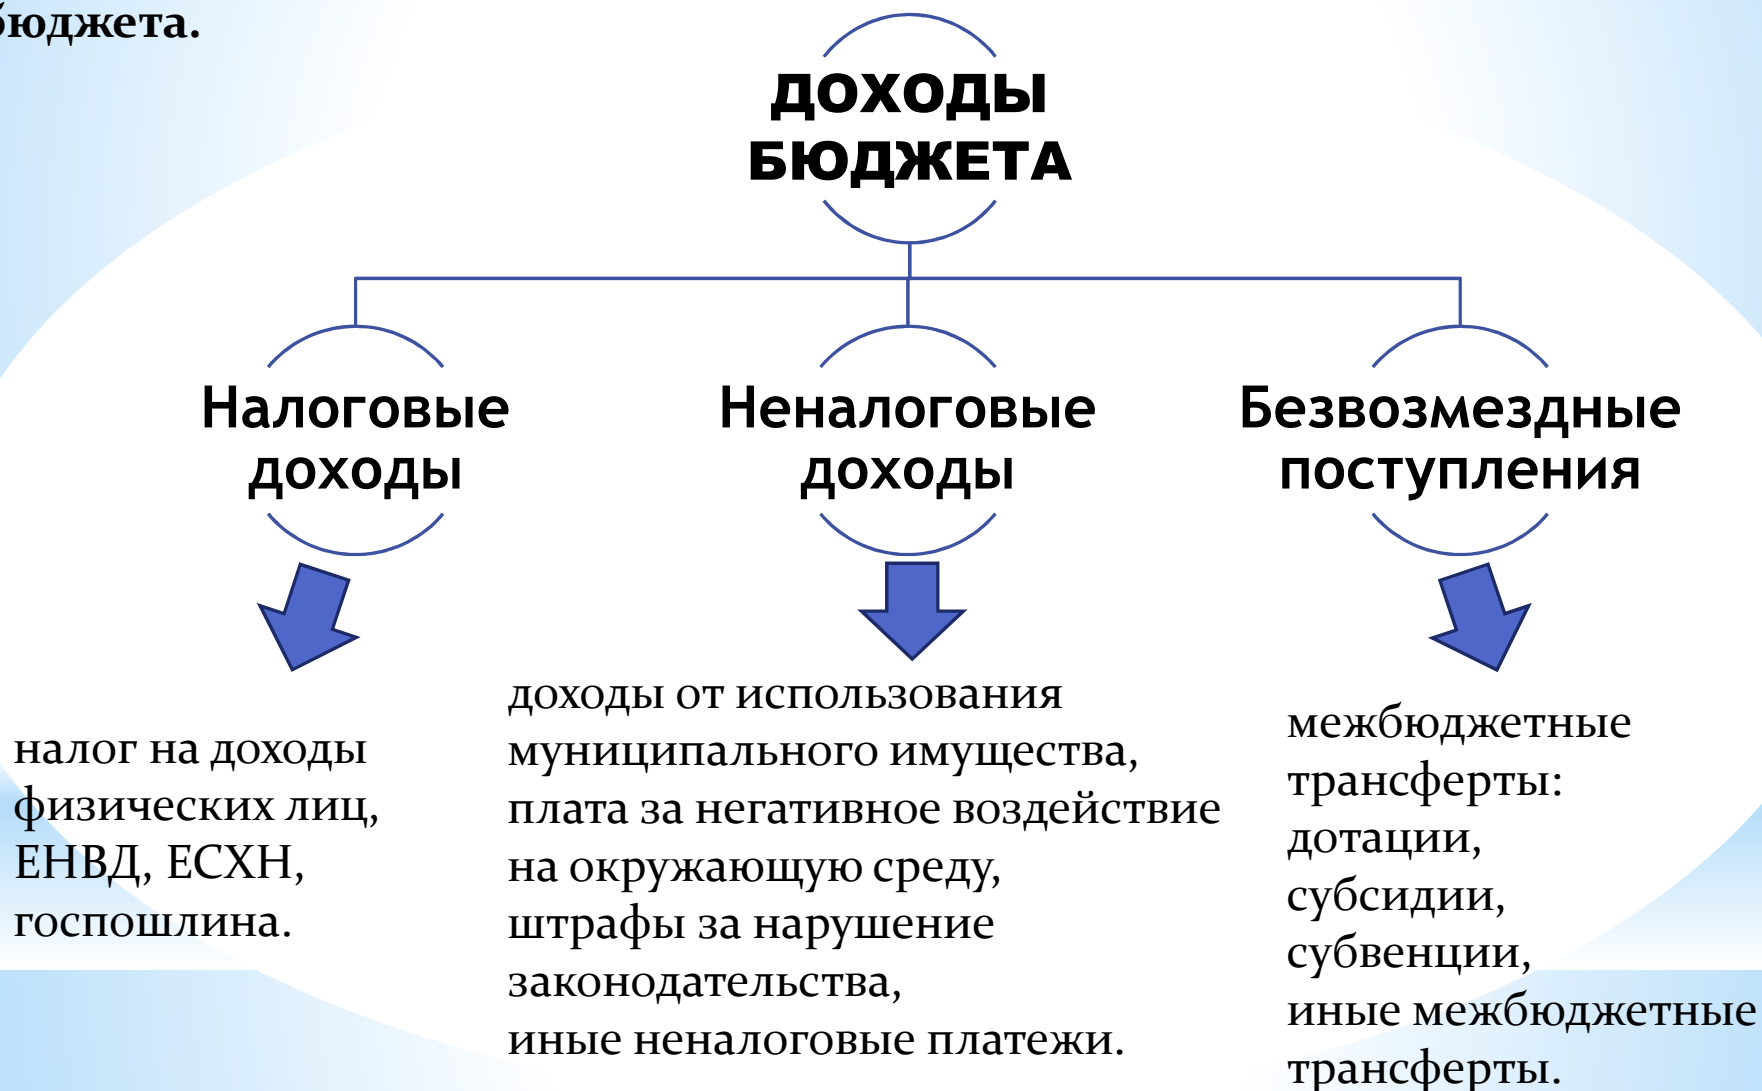 бюджета.
ДОХОДЫ
БЮДЖЕТА
Налоговые
доходы
Неналоговые
доходы
Безвозмездные
поступления
налог на доходы
физических лиц,
ЕНВД, ЕСХН,
госпошлина.
доходы от использования
муниципального имущества,
плата за негативное воздействие
на окружающую среду,
штрафы за нарушение
законодательства,
иные неналоговые платежи.
межбюджетные
трансферты:
дотации,
субсидии,
субвенции,
иные межбюджетные
трансферты.